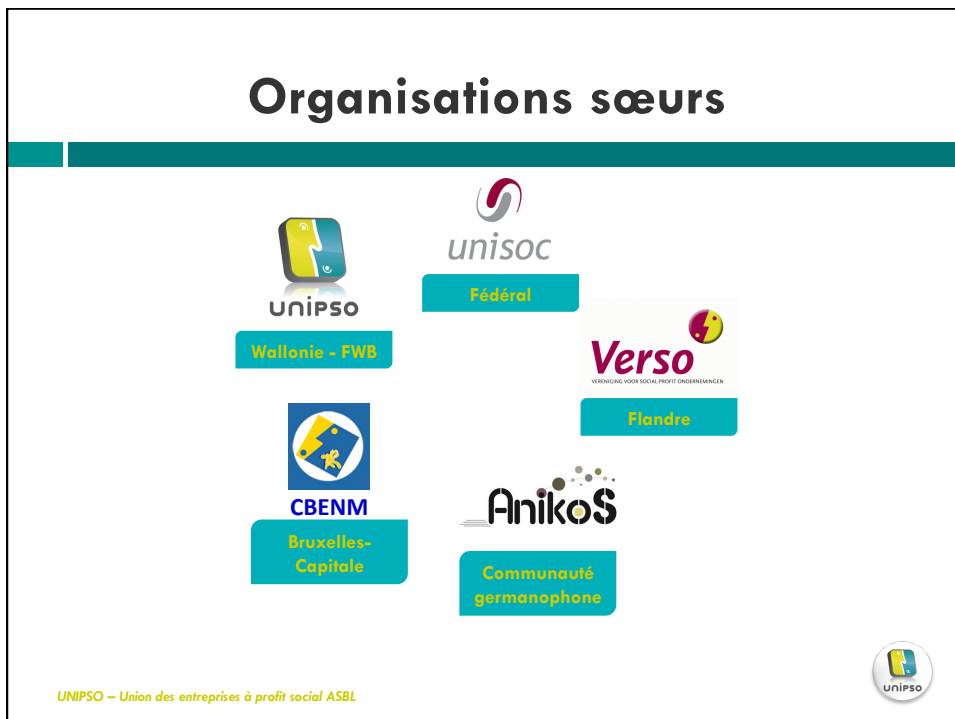 Organisations sœurs
unisoc
Fédéral
unipso
Wallonie - FWB
Verso
VERENIGING VOOR SOCIAL PROFIT ONDERNEMINGEN
Flandre
CBENM
Bruxelles-
Capitale
AnikoS
Communauté
germanophone
UNIPSO – Union des entreprises à profit social ASBL
unipso